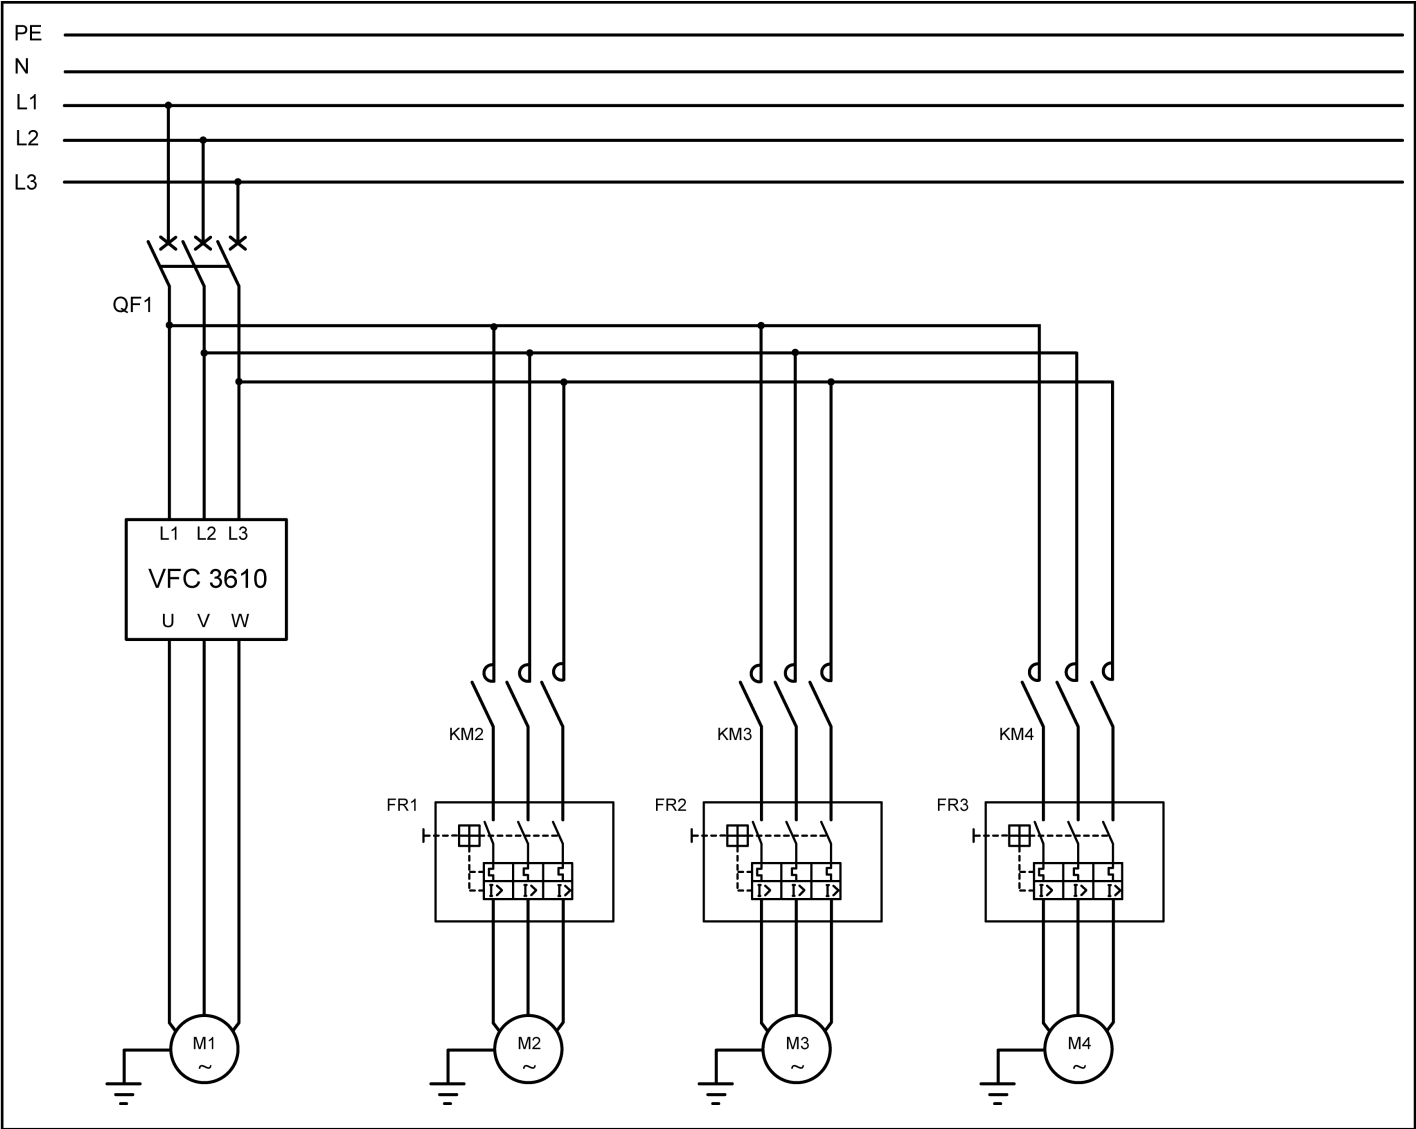 PE
N
L1
L2
L3
QF1
L1 L2 L3
VFC 3610
U V W
KM2 KM3 KM4
FR1 FR2 FR3
I> I> I> I> I> I> I> I> I>
M1 M2 M3 M4
~ ~ ~ ~